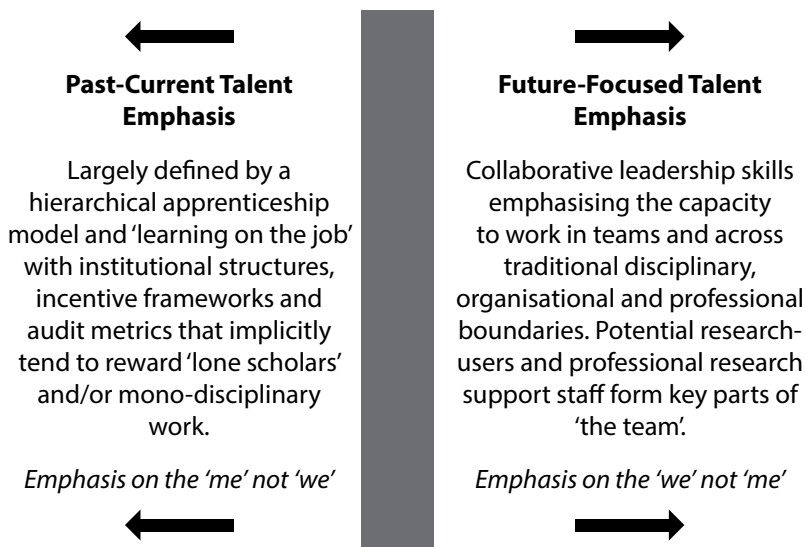 Past-Current Talent
Emphasis
Largely defined by a
hierarchical apprenticeship
model and ‘learning on the job’
with institutional structures,
incentive frameworks and
audit metrics that implicitly
tend to reward ‘lone scholars’
and/or mono-disciplinary
work.
Emphasis on the ‘me’ not ‘we’
Future-Focused Talent
Emphasis
Collaborative leadership skills
emphasising the capacity
to work in teams and across
traditional disciplinary,
organisational and professional
boundaries. Potential research-
users and professional research
support staff form key parts of
‘the team’.
Emphasis on the ‘we’ not ‘me’